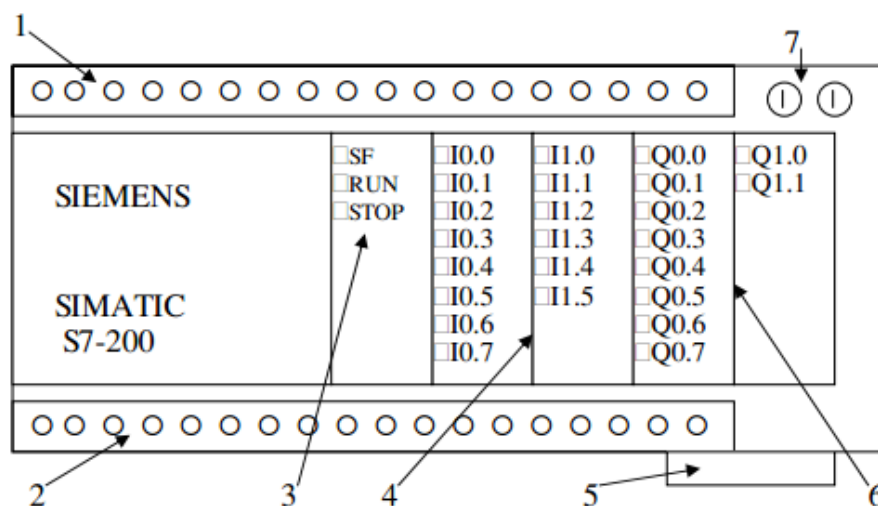 1
7
SIEMENS
SIMATIC
S7-200
SF
RUN
STOP
I0.0
I0.1
I0.2
I0.3
I0.4
I0.5
I0.6
I0.7
I1.0
I1.1
I1.2
I1.3
I1.4
I1.5
Q0.0
Q0.1
Q0.2
Q0.3
Q0.4
Q0.5
Q0.6
Q0.7
Q1.0
Q1.1
2
3
4
5
6